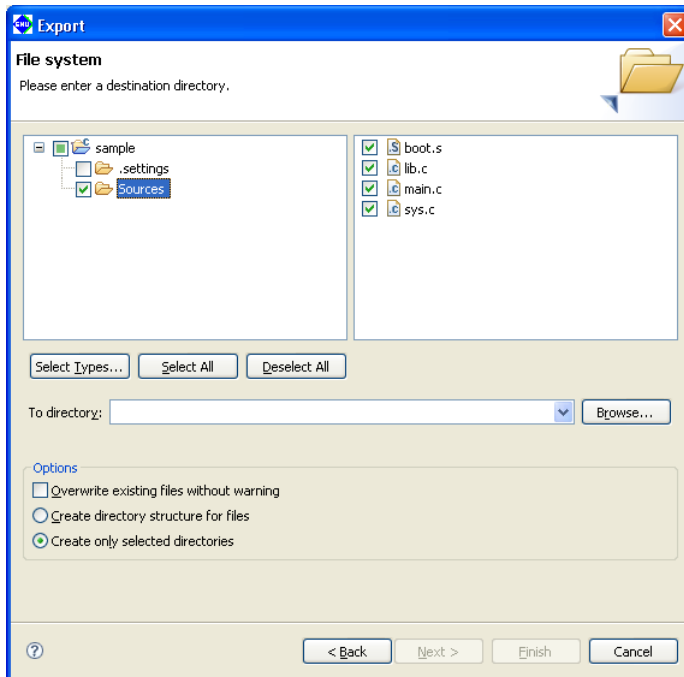 GNU Export
File system
Please enter a destination directory.
sample
.settings
Sources
.S boot.s
.c lib.c
.c main.c
.c sys.c
Select Types... Select All Deselect All
To directory: Browse...
Options
Overwrite existing files without warning
Create directory structure for files
Create only selected directories
? < Back Next > Finish Cancel